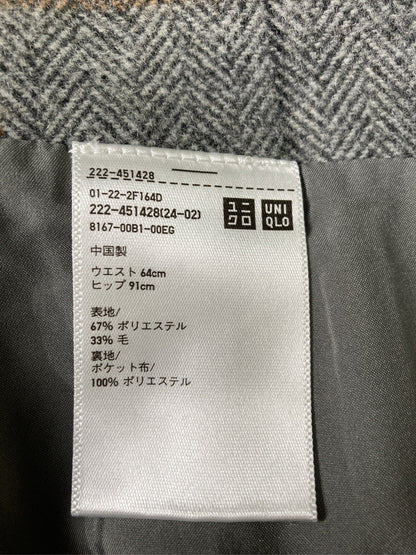 222-451428
01-22-2F164D
222-451428(24-02)
8167-00B1-00EG
ユニ
クロ
UNI
QLO
中国製
ウエスト 64cm
ヒップ 91cm
表地/
67% ポリエステル
33% 毛
裏地/
ポケット布/
100% ポリエステル